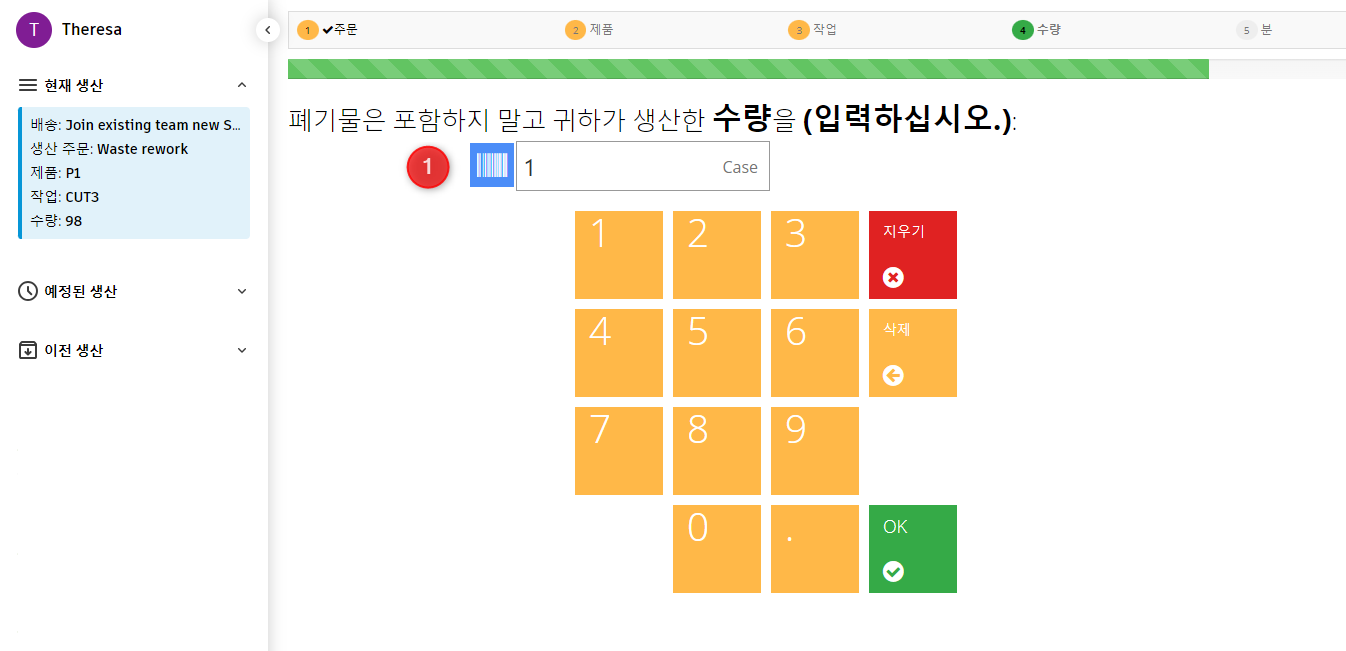 T Theresa
현재 생산
배송: Join existing team new S...
생산 주문: Waste rework
제품: P1
작업: CUT3
수량: 98
예정된 생산
이전 생산
1 주문 2 제품 3 작업 4 수량 5 분
폐기물은 포함하지 말고 귀하가 생산한 수량을 (입력하십시오.):
1 1 Case
1 2 3 지우기
4 5 6 삭제
7 8 9
0 . OK